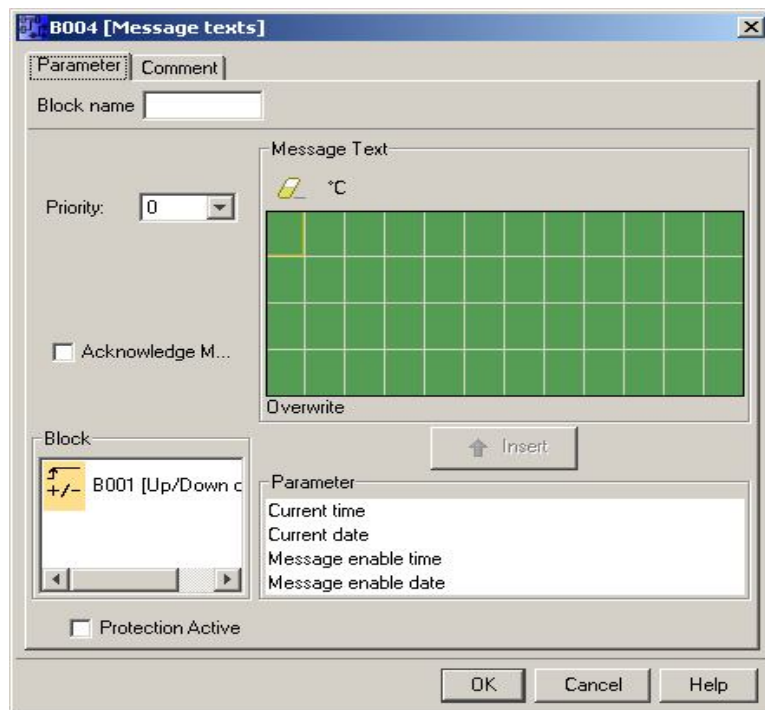 B004 [Message texts]
Parameter Comment
Block name
Message Text
°C
Priority: 0
Acknowledge M...
Overwrite
Insert
Block
B001 [Up/Down c
Parameter
Current time
Current date
Message enable time
Message enable date
Protection Active
OK Cancel Help